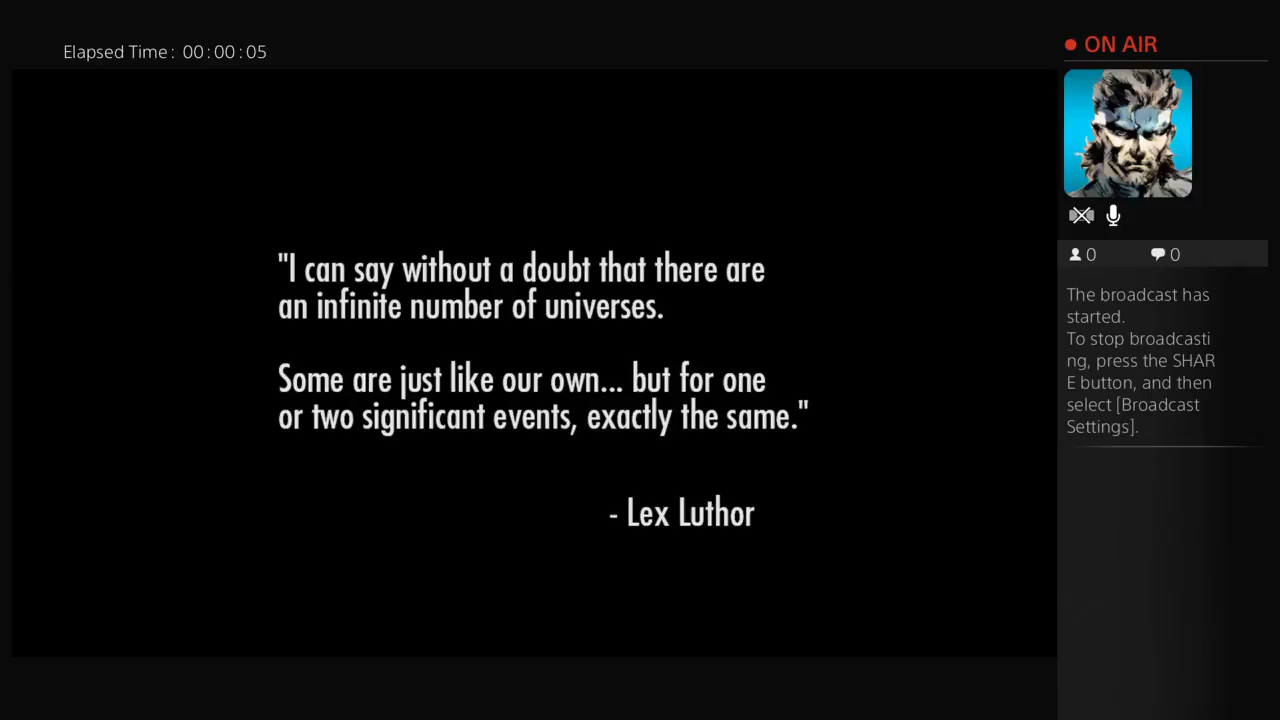 Elapsed Time: 00:00:05
ON AIR
0 0
"I can say without a doubt that there are
an infinite number of universes.
Some are just like our own... but for one
or two significant events, exactly the same."
- Lex Luthor
The broadcast has
started.
To stop broadcasti
ng, press the SHAR
E button, and then
select [Broadcast
Settings].